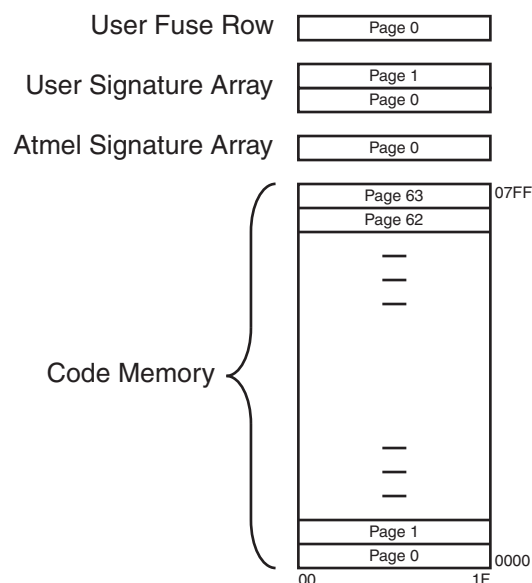 User Fuse Row
Page 0
User Signature Array
Page 1
Page 0
Atmel Signature Array
Page 0
Page 63
07FF
Page 62
Code Memory
Page 1
Page 0
0000
00
1F